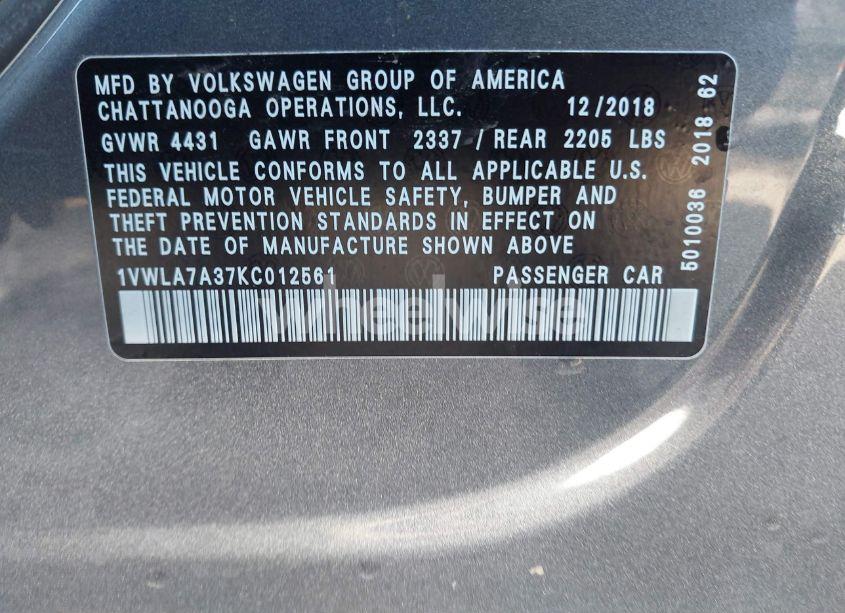 MFD BY VOLKSWAGEN GROUP OF AMERICA
CHATTANOOGA OPERATIONS, LLC. 12/2018
GVWR 4431 GAWR FRONT 2337 / REAR 2205 LBS
THIS VEHICLE CONFORMS TO ALL APPLICABLE U.S.
FEDERAL MOTOR VEHICLE SAFETY, BUMPER AND
THEFT PREVENTION STANDARDS IN EFFECT ON
THE DATE OF MANUFACTURE SHOWN ABOVE
1VWLA7A37KC012561 PASSENGER CAR
5010036 2018 62
wheelwise